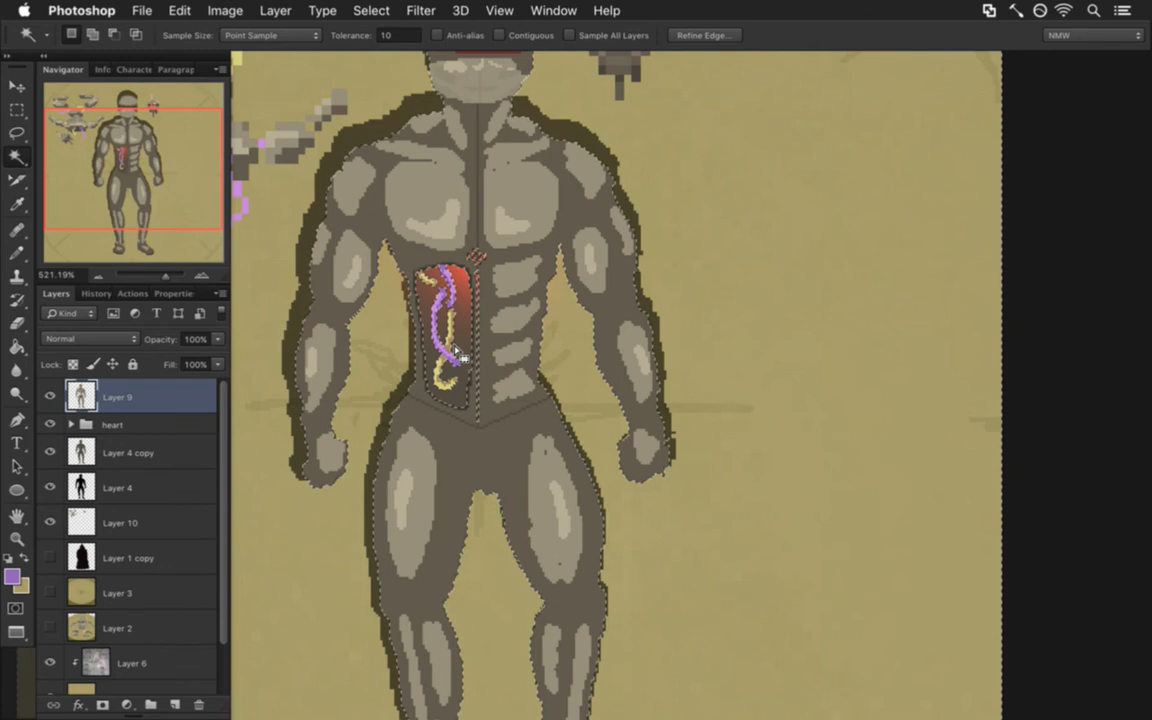 Photoshop File Edit Image Layer Type Select Filter 3D View Window Help
Sample Size: Point Sample Tolerance: 10 Anti-alias Contiguous Sample All Layers Refine Edge... NMW
Navigator Info Characte Paragrap
521.19%
Layers History Actions Propertie
Kind
Normal Opacity: 100%
Lock: Fill: 100%
Layer 9
heart
Layer 4 copy
Layer 4
Layer 10
Layer 1 copy
Layer 3
Layer 2
Layer 6